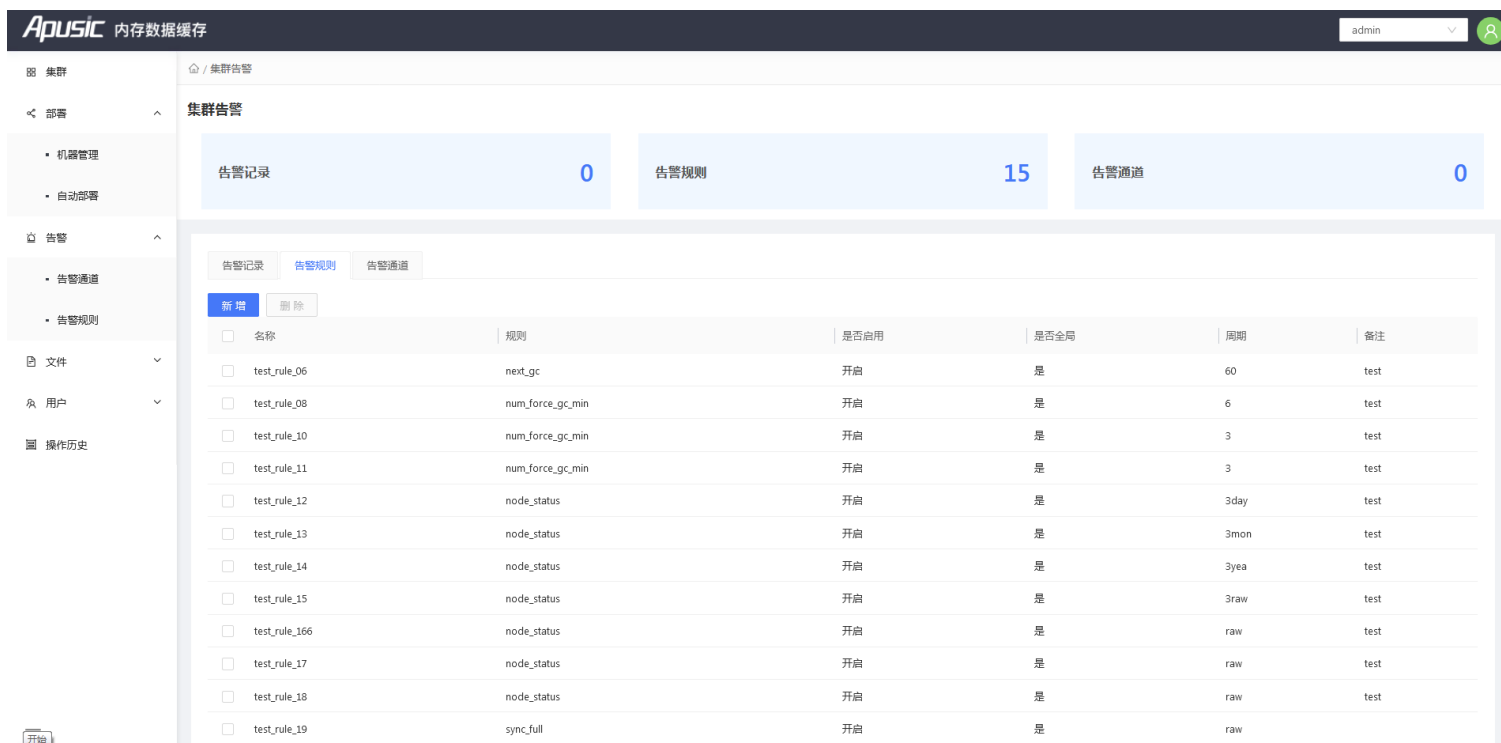 Apusic 内存数据缓存
admin
集群
部署
机器管理
自动部署
告警
告警通道
告警规则
文件
用户
操作历史
开始
/ 集群告警
集群告警
告警记录 0 告警规则 15 告警通道 0
告警记录 告警规则 告警通道
新增 删除
名称 规则 是否启用 是否全局 周期 备注
test_rule_06 next_gc 开启 是 60 test
test_rule_08 num_force_gc_min 开启 是 6 test
test_rule_10 num_force_gc_min 开启 是 3 test
test_rule_11 num_force_gc_min 开启 是 3 test
test_rule_12 node_status 开启 是 3day test
test_rule_13 node_status 开启 是 3mon test
test_rule_14 node_status 开启 是 3yea test
test_rule_15 node_status 开启 是 3raw test
test_rule_166 node_status 开启 是 raw test
test_rule_17 node_status 开启 是 raw test
test_rule_18 node_status 开启 是 raw test
test_rule_19 sync_full 开启 是 raw